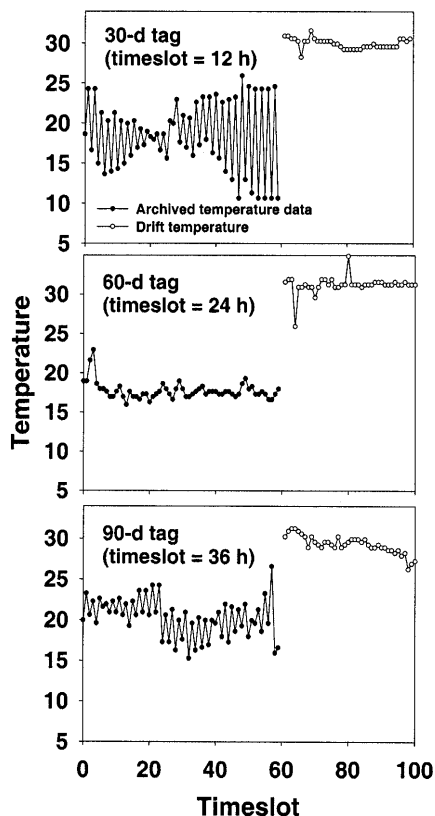 30-d tag
(timeslot = 12 h)
Archived temperature data
Drift temperature
30
25
20
15
10
5
60-d tag
(timeslot = 24 h)
30
25
20
15
10
5
Temperature
90-d tag
(timeslot = 36 h)
30
25
20
15
10
5
0 20 40 60 80 100
Timeslot